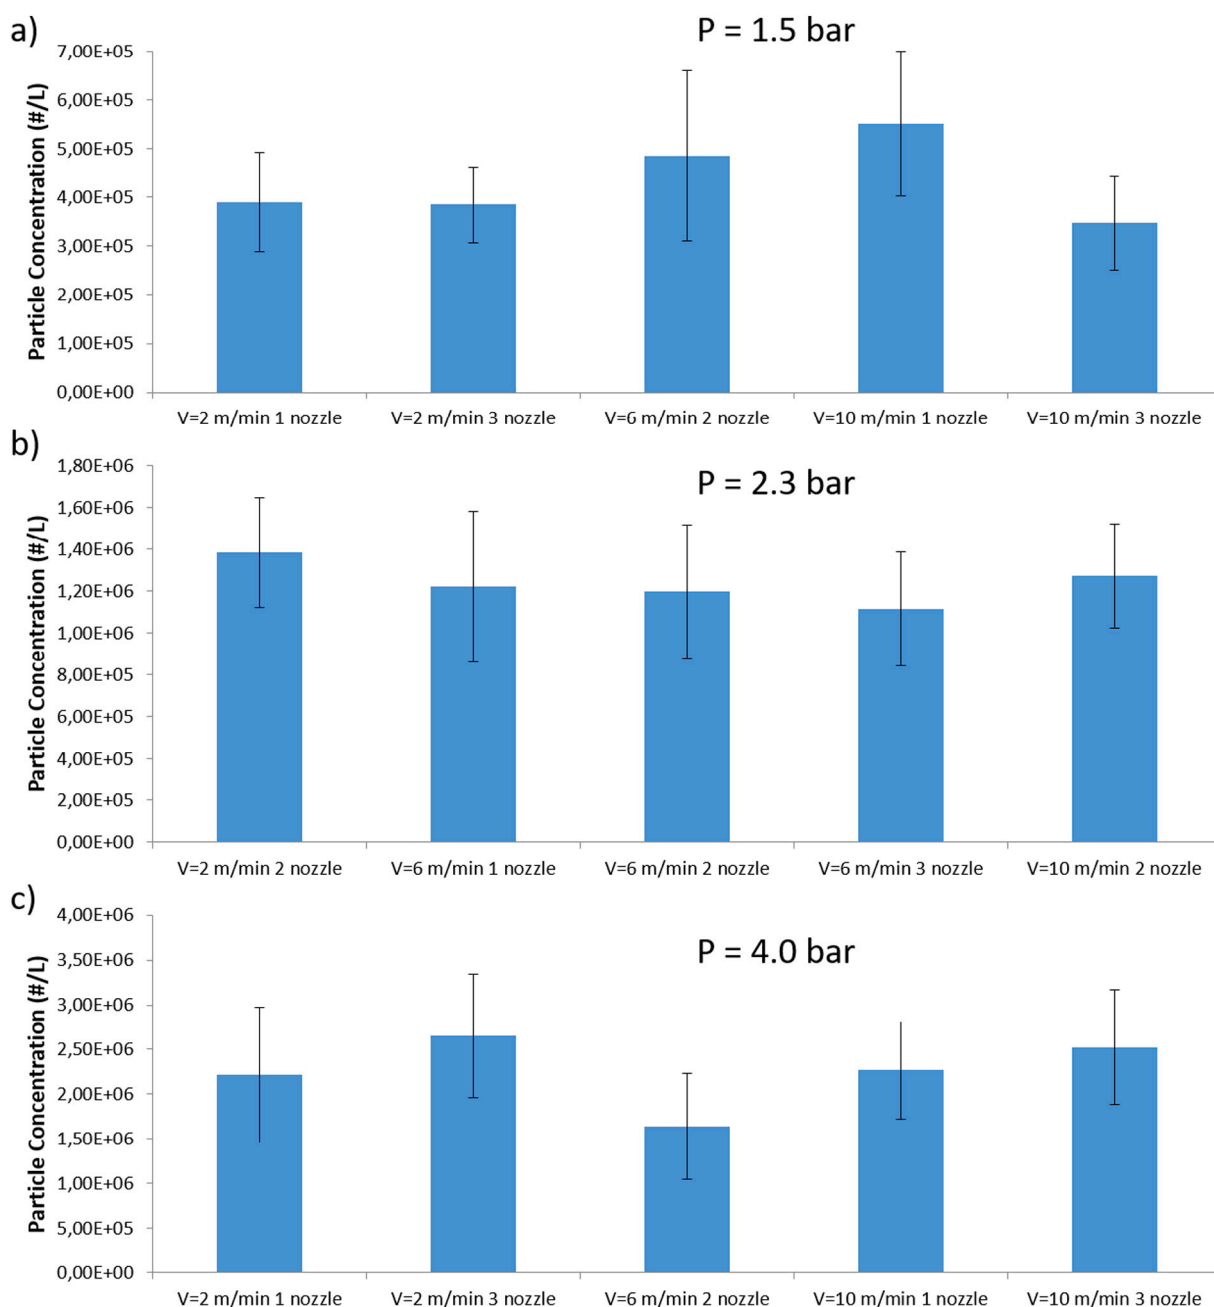 a)
P = 1.5 bar
Particle Concentration (#/L)
7,00E+05
6,00E+05
5,00E+05
4,00E+05
3,00E+05
2,00E+05
1,00E+05
0,00E+00
V=2 m/min 1 nozzle V=2 m/min 3 nozzle V=6 m/min 2 nozzle V=10 m/min 1 nozzle V=10 m/min 3 nozzle
b)
P = 2.3 bar
Particle Concentration (#/L)
1,80E+06
1,60E+06
1,40E+06
1,20E+06
1,00E+06
8,00E+05
6,00E+05
4,00E+05
2,00E+05
0,00E+00
V=2 m/min 2 nozzle V=6 m/min 1 nozzle V=6 m/min 2 nozzle V=6 m/min 3 nozzle V=10 m/min 2 nozzle
c)
P = 4.0 bar
Particle Concentration (#/L)
4,00E+06
3,50E+06
3,00E+06
2,50E+06
2,00E+06
1,50E+06
1,00E+06
5,00E+05
0,00E+00
V=2 m/min 1 nozzle V=2 m/min 3 nozzle V=6 m/min 2 nozzle V=10 m/min 1 nozzle V=10 m/min 3 nozzle